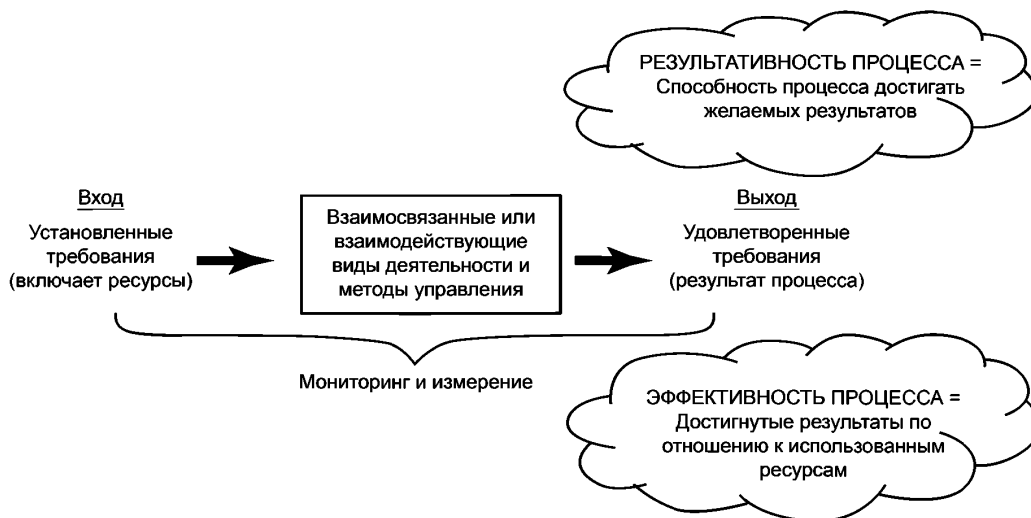 РЕЗУЛЬТАТИВНОСТЬ ПРОЦЕССА =
Способность процесса достигать
желаемых результатов
Вход
Установленные
требования
(включает ресурсы)
Взаимосвязанные или
взаимодействующие
виды деятельности и
методы управления
Выход
Удовлетворенные
требования
(результат процесса)
Мониторинг и измерение
ЭФФЕКТИВНОСТЬ ПРОЦЕССА =
Достигнутые результаты по
отношению к использованным
ресурсам